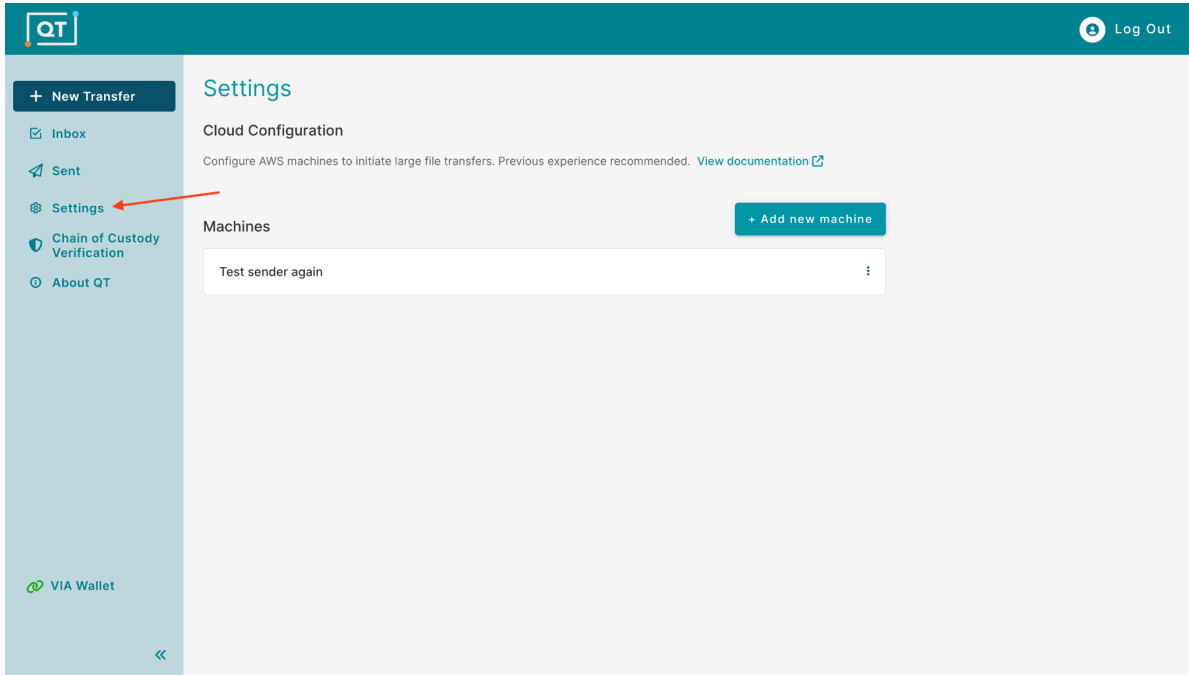 QT
Log Out
+ New Transfer
Inbox
Sent
Settings
Chain of Custody
Verification
About QT
VIA Wallet
Settings
Cloud Configuration
Configure AWS machines to initiate large file transfers. Previous experience recommended. View documentation
Machines
+ Add new machine
Test sender again